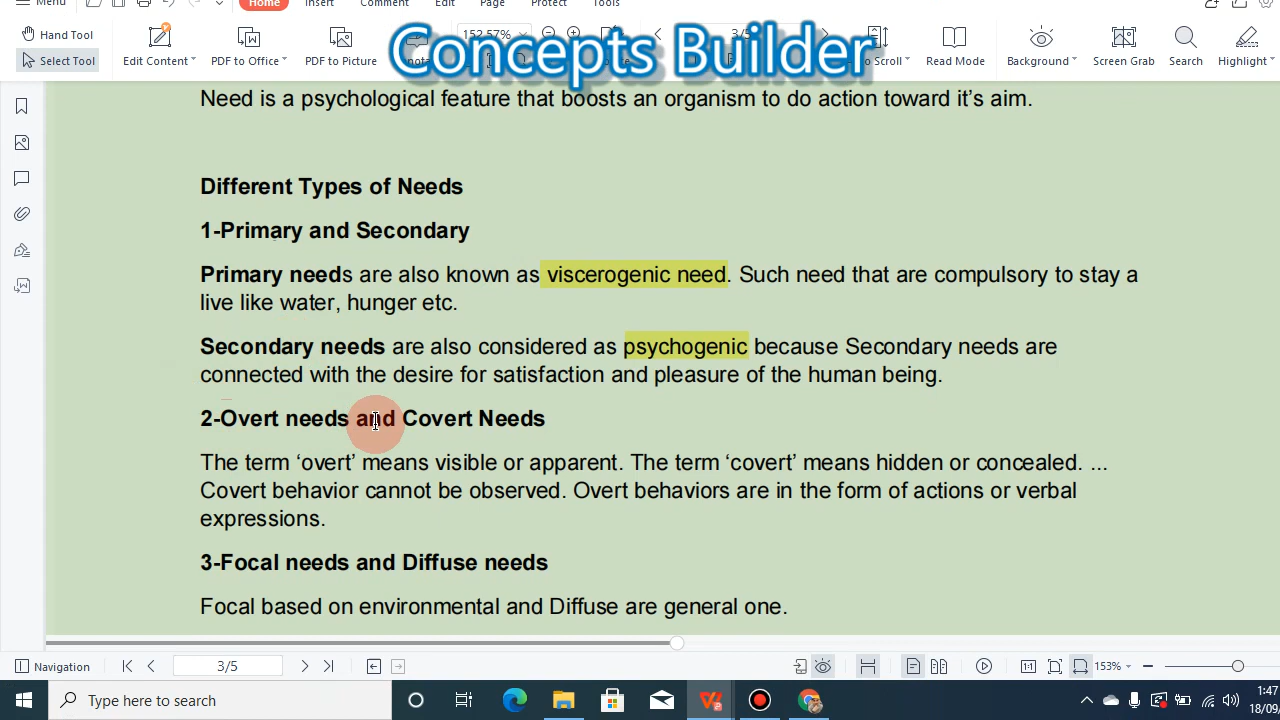 Menu
Home
Insert
Comment
Edit
Page
Protect
Tools
Concepts Builder
Hand Tool
Select Tool
Edit Content
PDF to Office
PDF to Picture
152.57%
3/5
Read Mode
Background
Screen Grab
Search
Highlight
Need is a psychological feature that boosts an organism to do action toward it's aim.
Different Types of Needs
1-Primary and Secondary
Primary needs are also known as viscerogenic need. Such need that are compulsory to stay a
live like water, hunger etc.
Secondary needs are also considered as psychogenic because Secondary needs are
connected with the desire for satisfaction and pleasure of the human being.
2-Overt needs and Covert Needs
The term ‘overt’ means visible or apparent. The term ‘covert’ means hidden or concealed. ...
Covert behavior cannot be observed. Overt behaviors are in the form of actions or verbal
expressions.
3-Focal needs and Diffuse needs
Focal based on environmental and Diffuse are general one.
Navigation
3/5
1:1
153%
Type here to search
1:47
18/09/